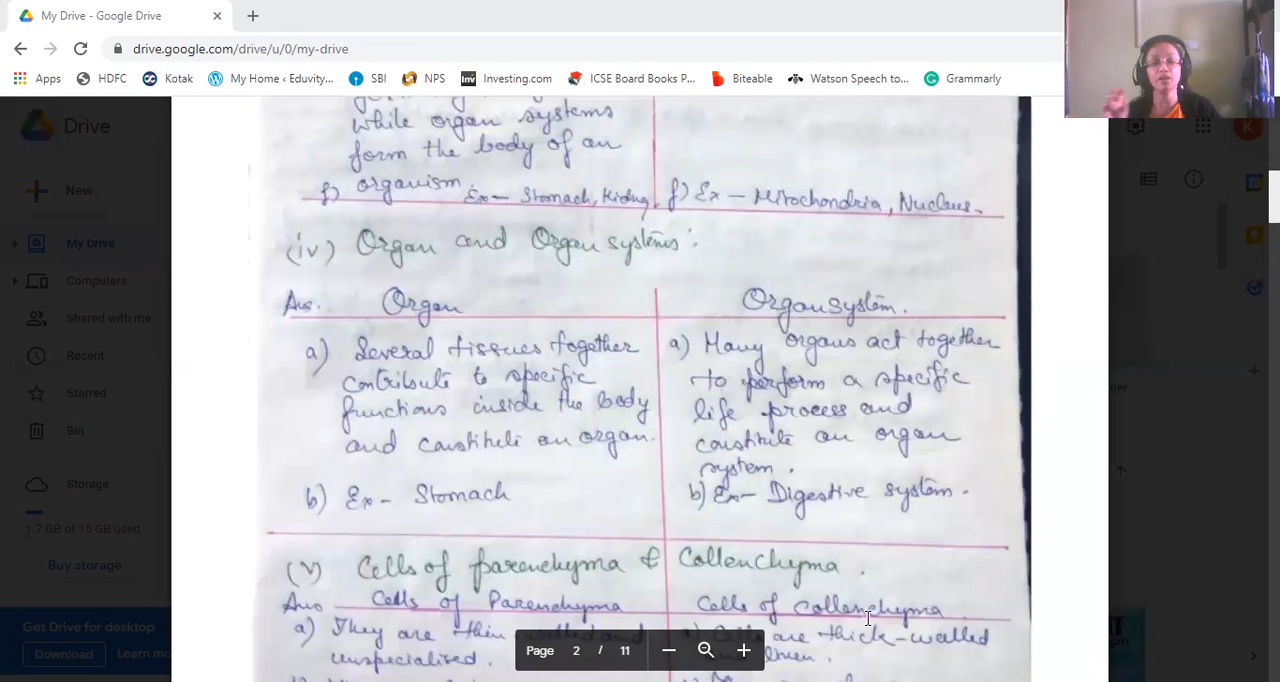 My Drive - Google Drive
drive.google.com/drive/u/0/my-drive
Apps HDFC Kotak My Home ‹ Eduvity... SBI NPS Investing.com ICSE Board Books P... Biteable Watson Speech to... Grammarly
Drive
New
My Drive
Computers
Shared with me
Recent
Starred
Bin
Storage
1.7 GB of 15 GB used
Buy storage
Get Drive for desktop
Download Learn
while organ systems
form the body of an
f) organism. Ex- Stomach, Kidney
f) Ex - Mitochondria, Nucleus.
(iv) Organ and Organ systems:
Ans. Organ
a) Several tissues together
contribute to specific
functions inside the body
and constitute an organ.
b) Ex- Stomach
Organ system.
a) Many organs act together
to perform a specific
life process and
constitute an organ
system.
b) Ex- Digestive system.
(v) Cells of parenchyma & Collenchyma.
Ans Cells of Parenchyma
a) They are thin walled and
unspecialised.
Cells of collenchyma
a) Cells are thick-walled
Page 2 / 11